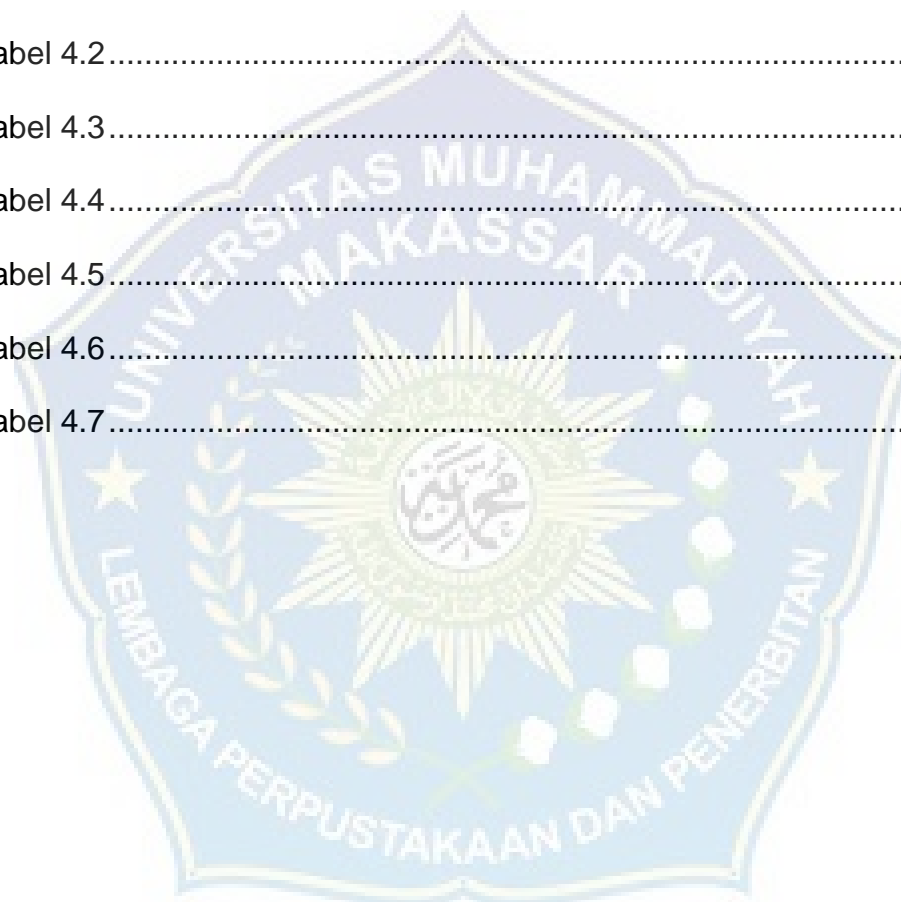 abel 4.2
abel 4.3
abel 4.4
abel 4.5
abel 4.6
abel 4.7
UNIVERSITAS MUHAMMADIYAH
MAKASSAR
LEMBAGA PERPUSTAKAAN DAN PENERBITAN